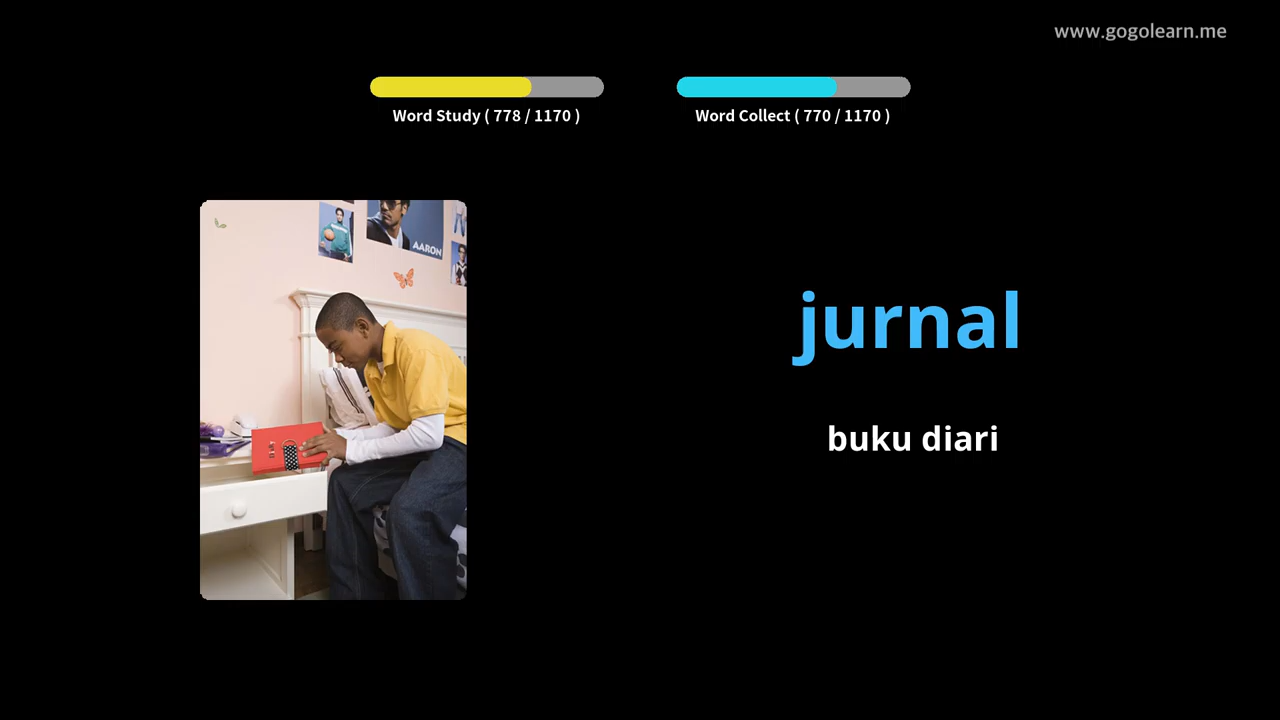 www.gogolearn.me
Word Study ( 778 / 1170 )
Word Collect ( 770 / 1170 )
AARON
jurnal
buku diari